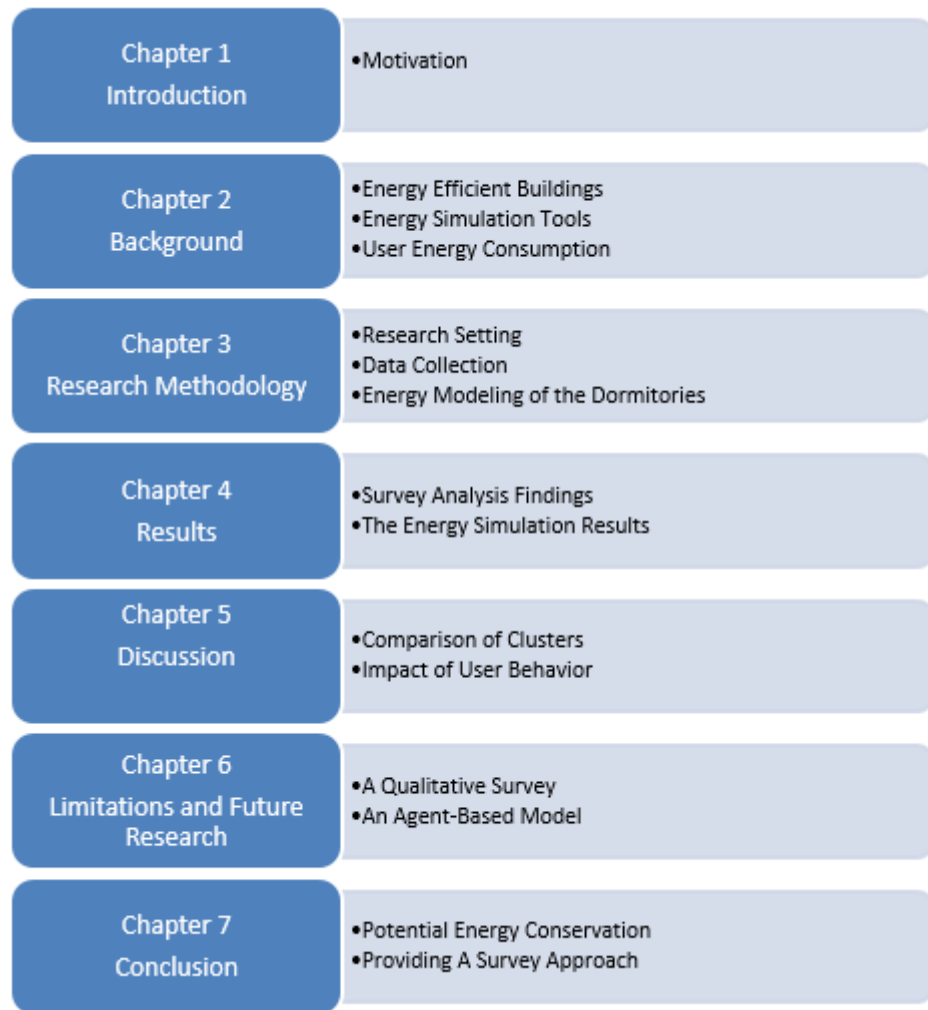 Chapter 1
Introduction
•Motivation
Chapter 2
Background
•Energy Efficient Buildings
•Energy Simulation Tools
•User Energy Consumption
Chapter 3
Research Methodology
•Research Setting
•Data Collection
•Energy Modeling of the Dormitories
Chapter 4
Results
•Survey Analysis Findings
•The Energy Simulation Results
Chapter 5
Discussion
•Comparison of Clusters
•Impact of User Behavior
Chapter 6
Limitations and Future
Research
•A Qualitative Survey
•An Agent-Based Model
Chapter 7
Conclusion
•Potential Energy Conservation
•Providing A Survey Approach